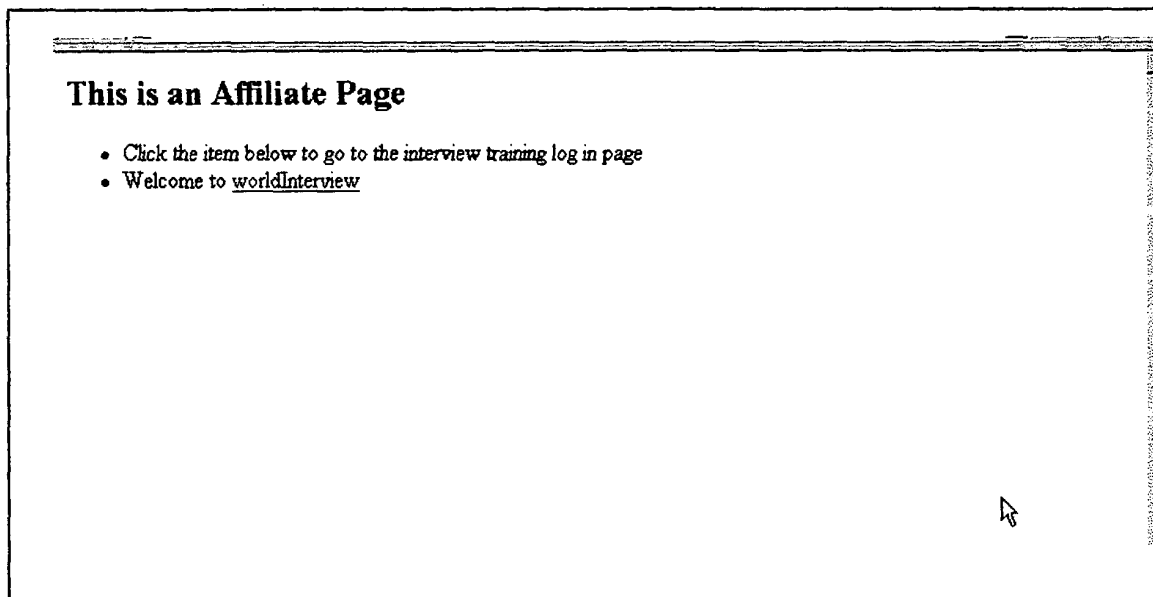 This is an Affiliate Page
• Click the item below to go to the interview training log in page
• Welcome to worldInterview